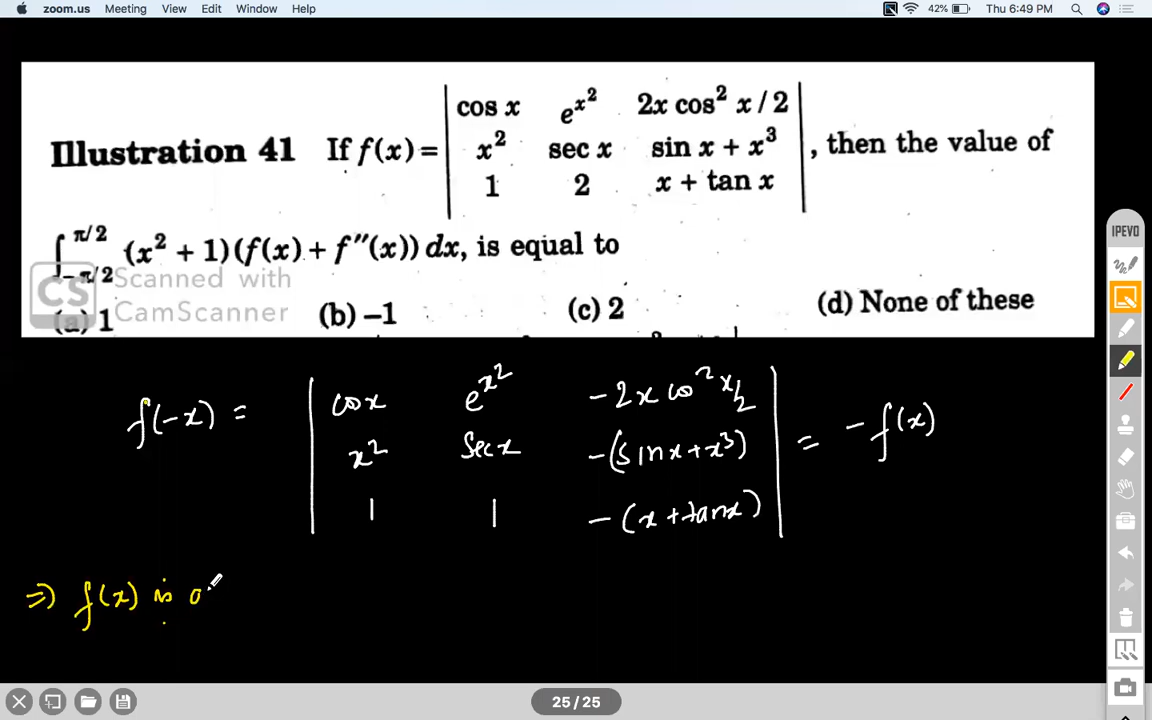 zoom.us Meeting View Edit Window Help 42% Thu 6:49 PM
Illustration 41 If f(x) = | cos x e^{x^2} 2x cos^2 x / 2 |
| x^2 sec x sin x + x^3 | , then the value of
| 1 2 x + tan x |
∫_{-π/2}^{π/2} (x^2 + 1)(f(x) + f″(x)) dx, is equal to
CS Scanned with
CamScanner
(a) 1 (b) –1 (c) 2 (d) None of these
f(-x) = | cos x e^{x^2} -2x cos^2 x/2 |
| x^2 Sec x -(sin x + x^3) | = -f(x)
| 1 1 -(x + tan x) |
⇒ f(x) is o
IPEVO
25 / 25